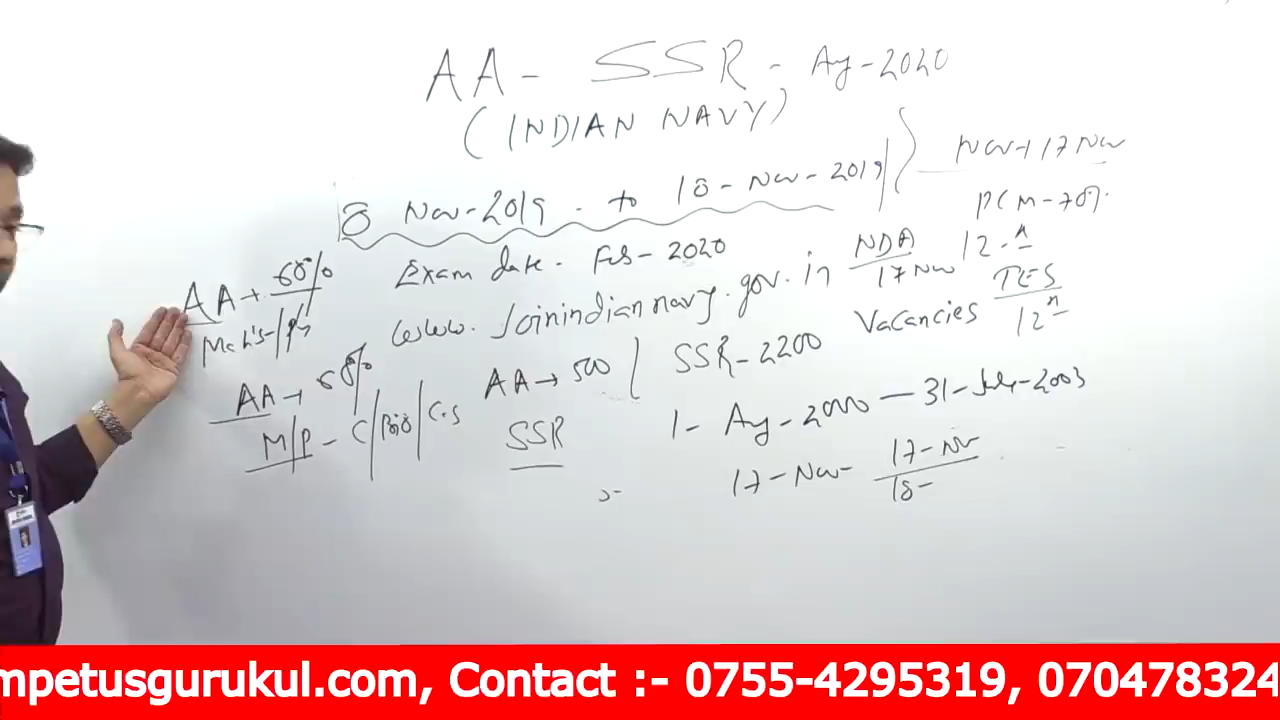 AA - SSR - Ag - 2020
(INDIAN NAVY)
8 Nov - 2019 . to 18 - Nov - 2019
Nov - 17 Nov
PCM - 70%.
Exam date . Feb - 2020
NDA 12 - n
17 Nov
www. Joinindiannavy. gov. in
TES
12 n
Vacancies
AA → 500 | SSR - 2200
SSR
1 - Ag - 2000 - 31 - July - 2003
17 - Nov - 17 - Nov
18 -
AA → 60%
AA → 60%
M/P - C/Bio/C.S
mpetusgurukul.com, Contact :- 0755-4295319, 070478324